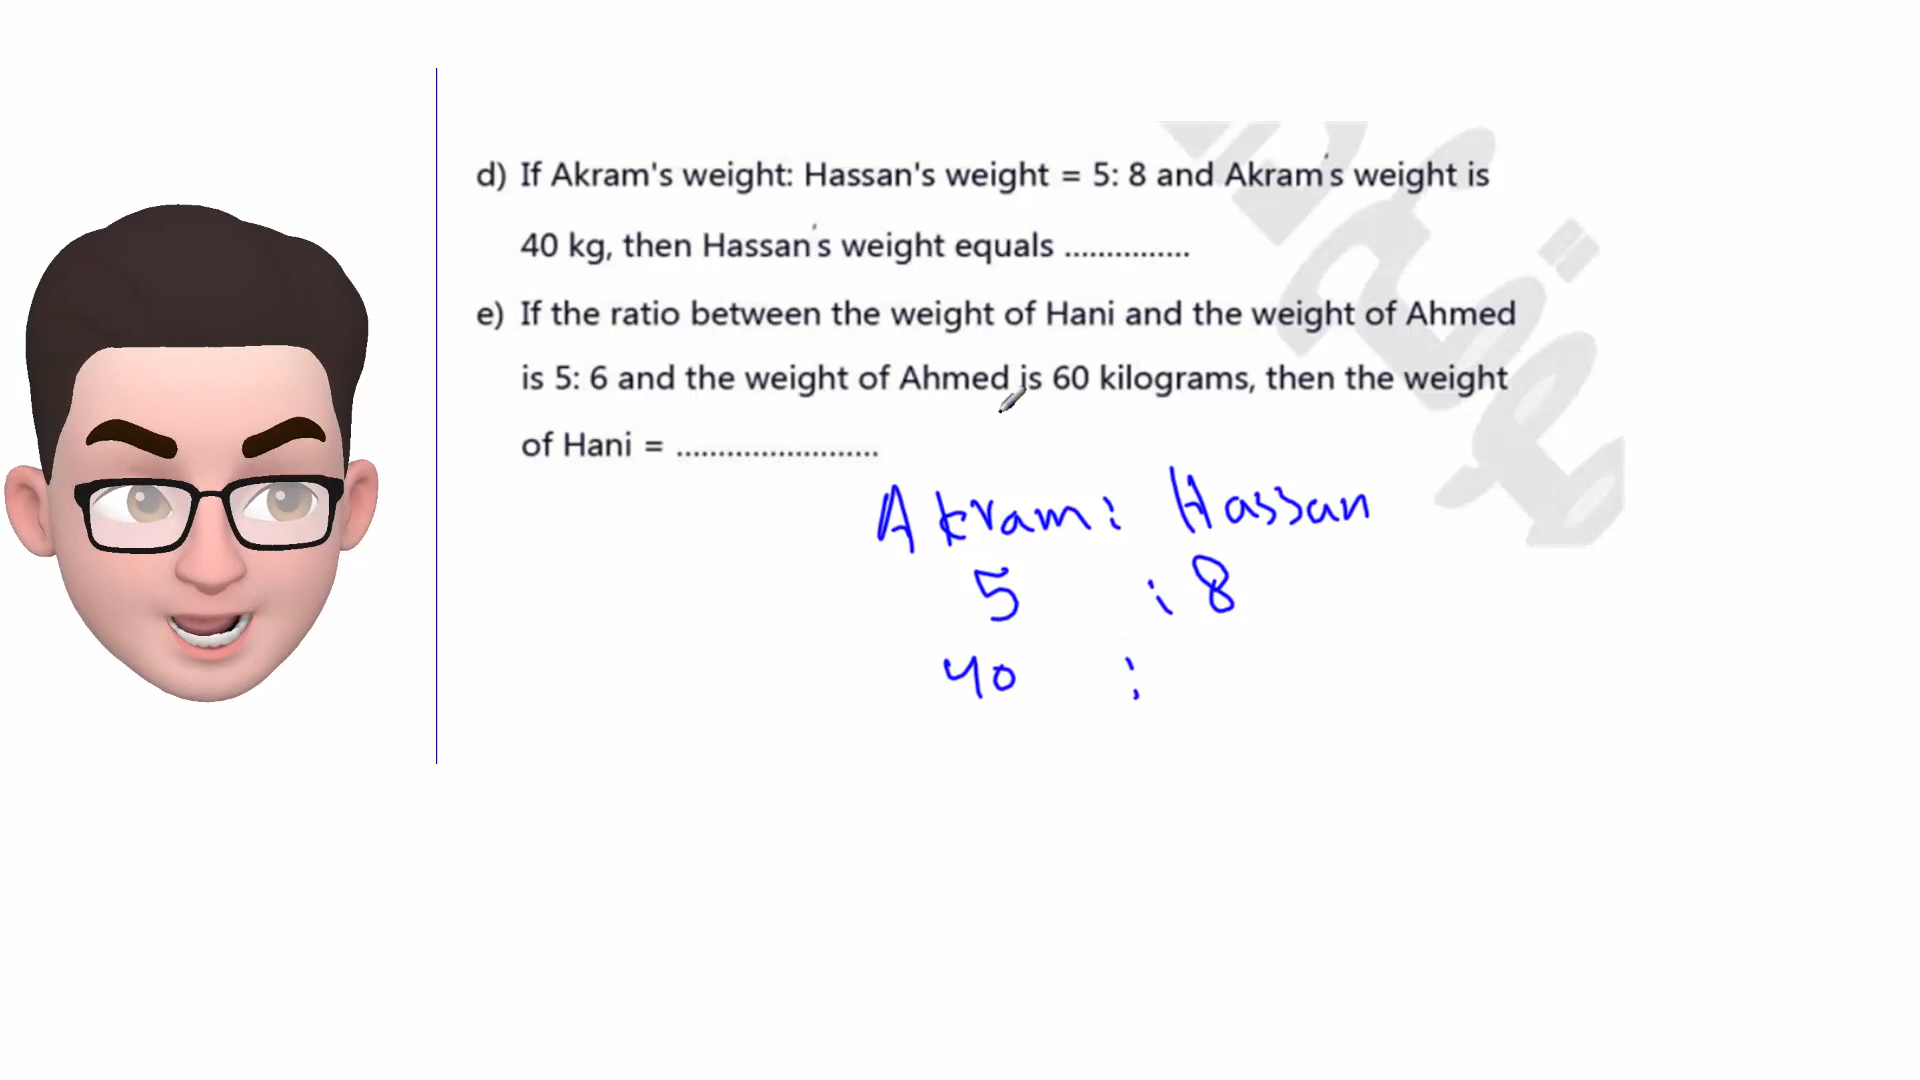 d) If Akram's weight: Hassan's weight = 5: 8 and Akram's weight is
40 kg, then Hassan's weight equals ...............
e) If the ratio between the weight of Hani and the weight of Ahmed
is 5: 6 and the weight of Ahmed is 60 kilograms, then the weight
of Hani = ........................
Akram: Hassan
5 : 8
40 :